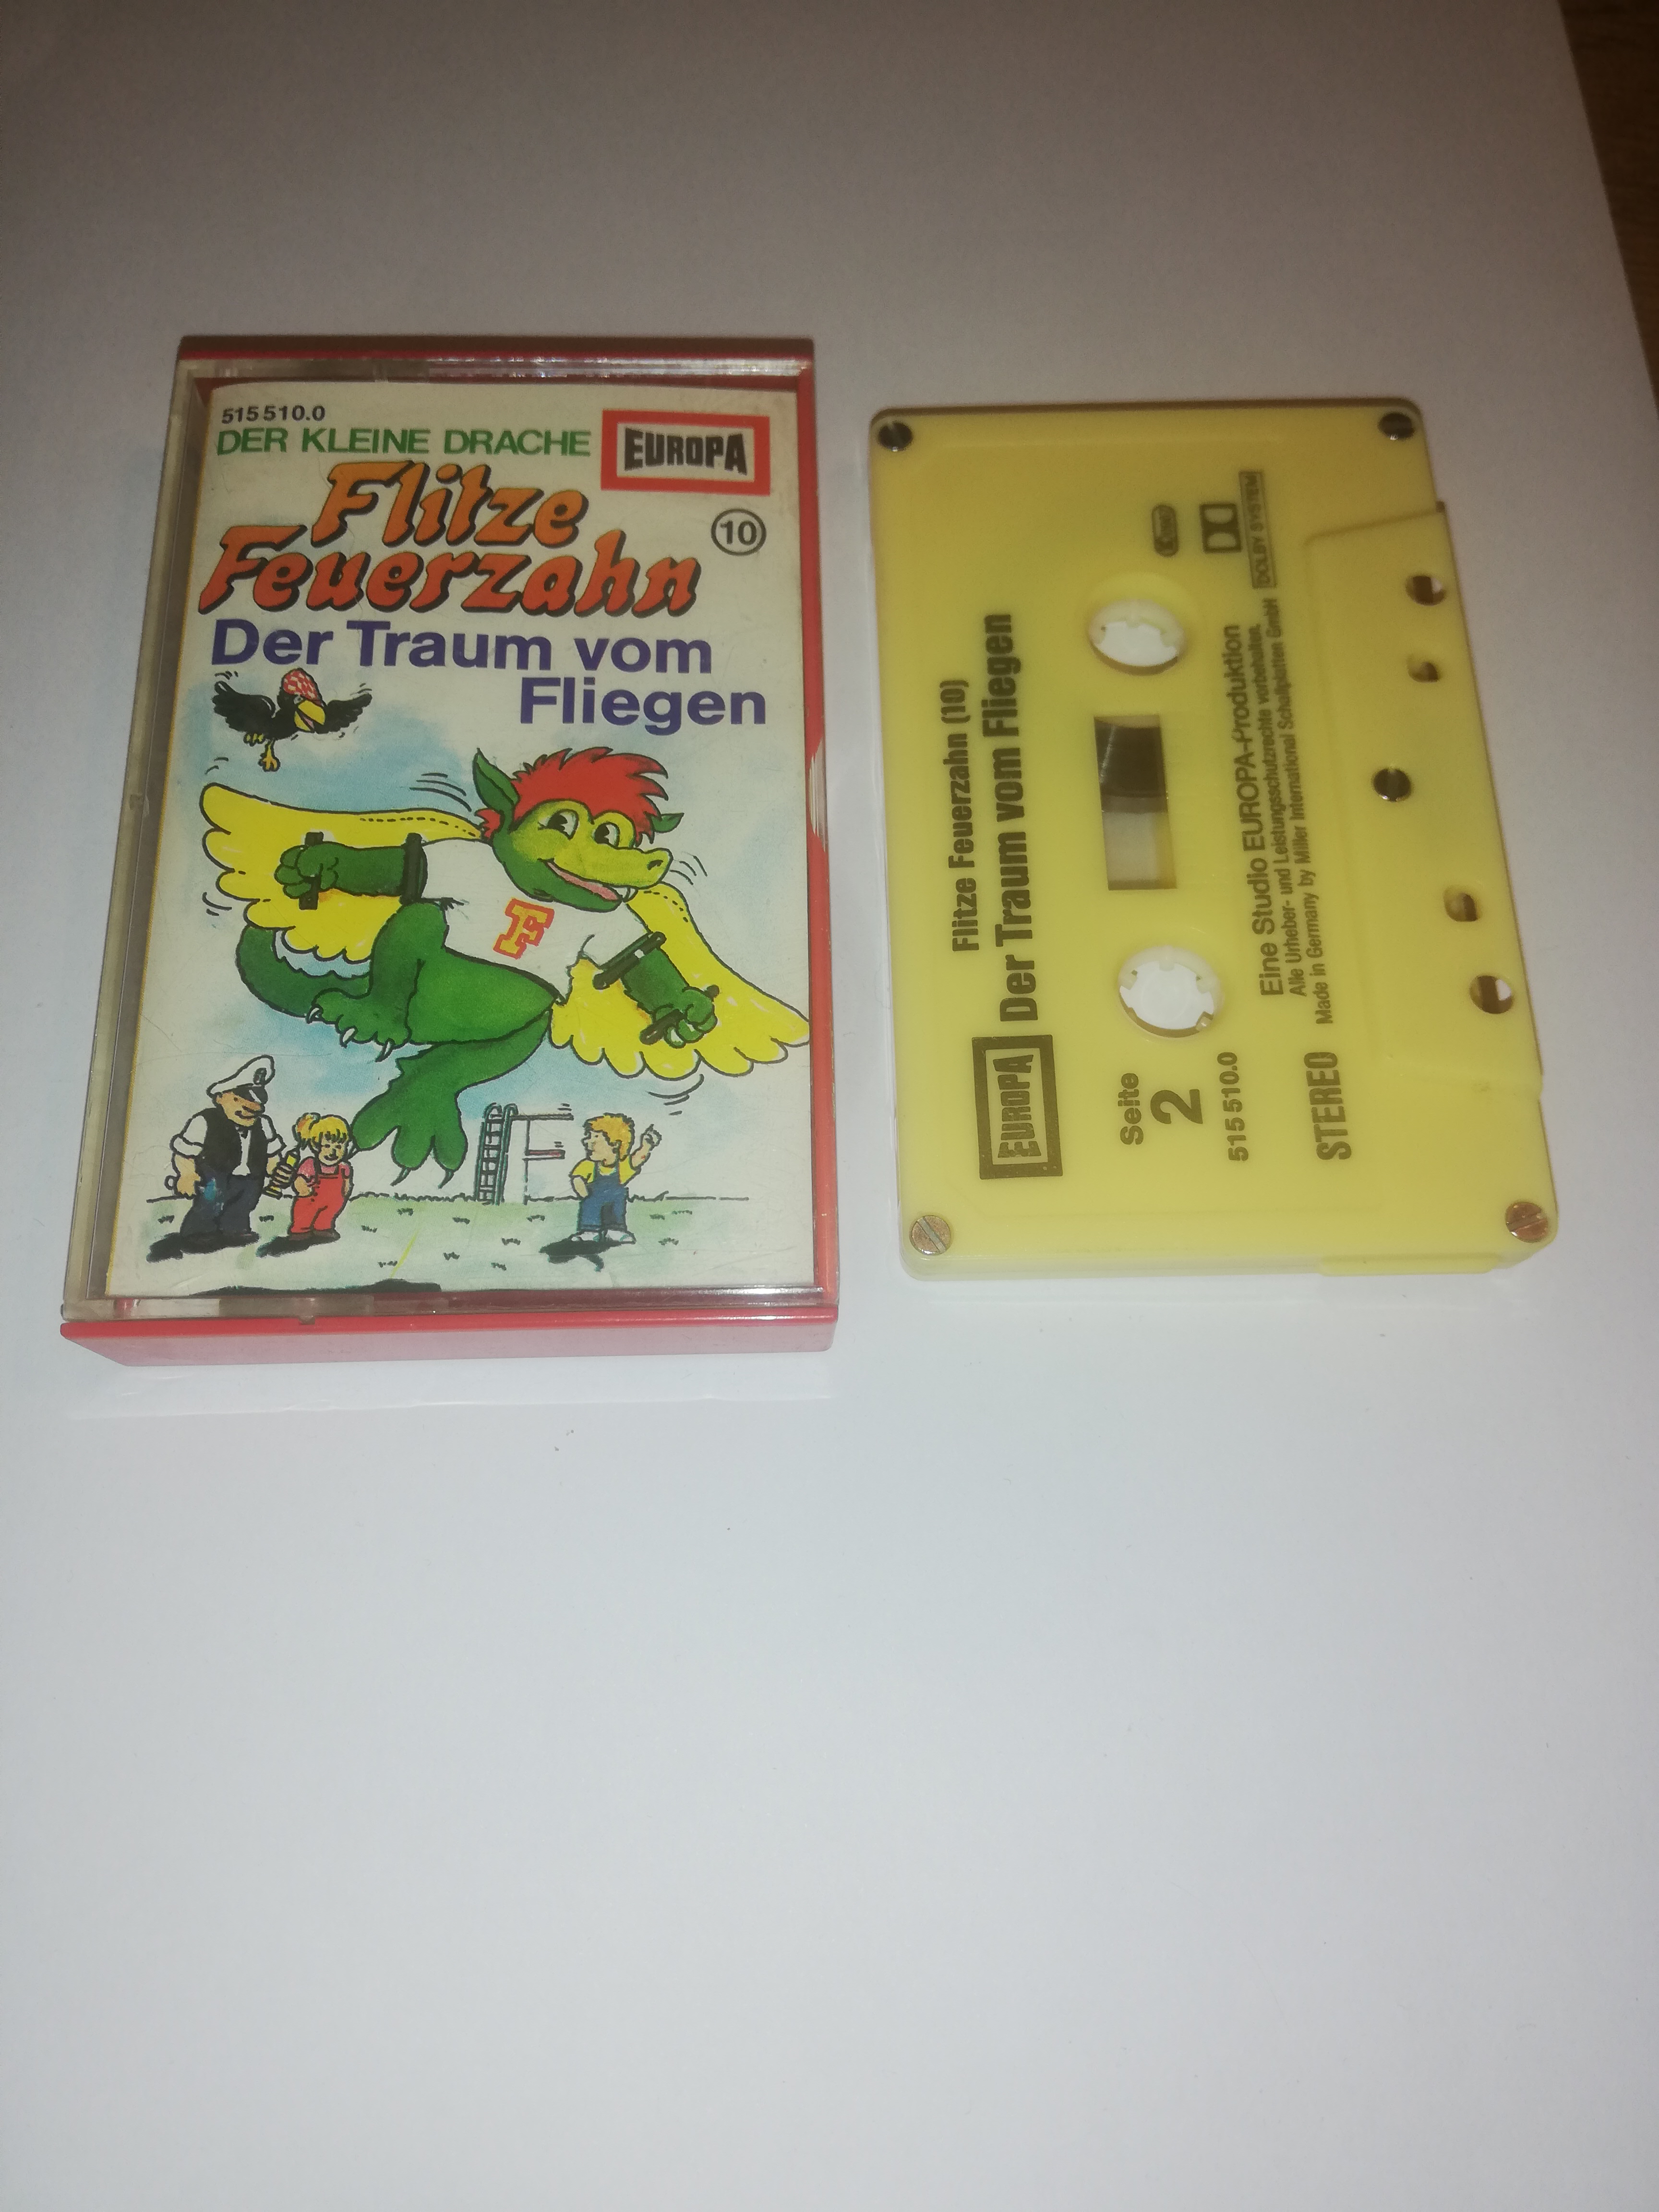 515 510.0
DER KLEINE DRACHE
EUROPA
Flitze
Feuerzahn
10
Der Traum vom
Fliegen
F
Flitze Feuerzahn (10)
EUROPA Der Traum vom Fliegen
Seite
2
515 510.0
Eine Studio EUROPA-Produktion
Alle Urheber- und Leistungsschutzrechte vorbehalten.
Made in Germany by Miller International Schallplatten GmbH
DOLBY SYSTEM
STEREO